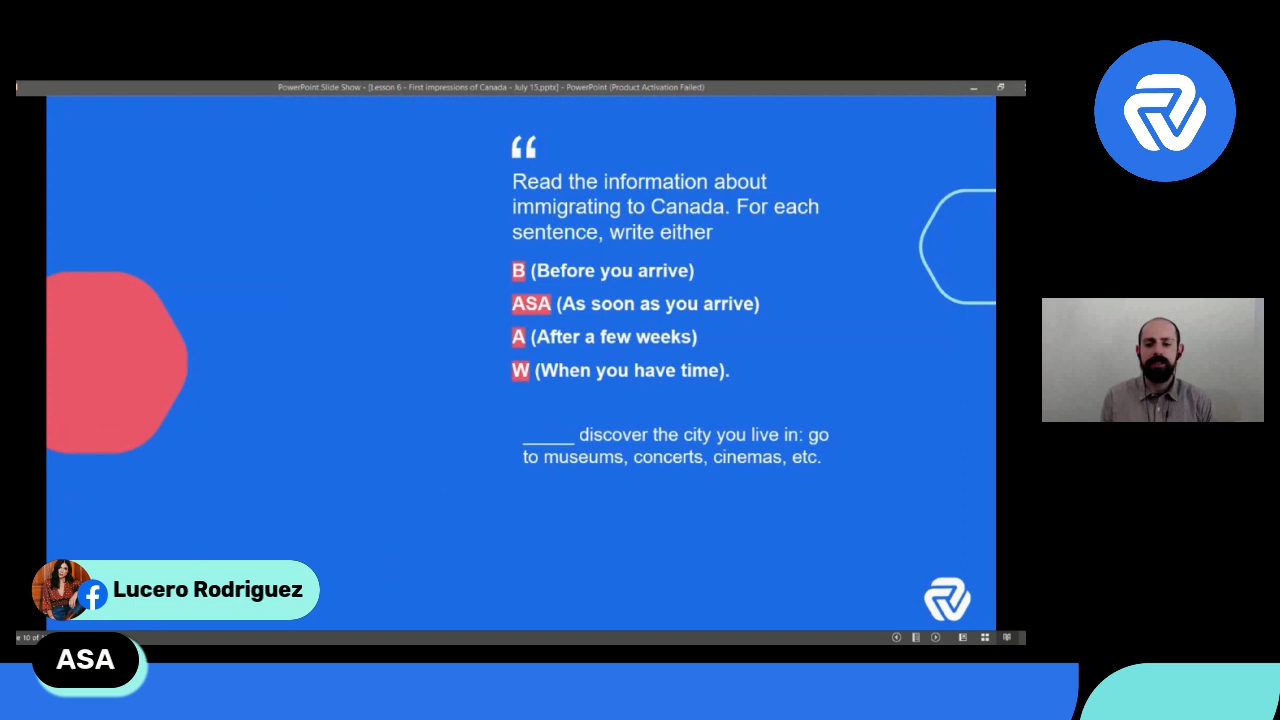 PowerPoint Slide Show - [Lesson 6 - First impressions of Canada - July 15.pptx] - PowerPoint (Product Activation Failed)
“
Read the information about
immigrating to Canada. For each
sentence, write either
B (Before you arrive)
ASA (As soon as you arrive)
A (After a few weeks)
W (When you have time).
_____ discover the city you live in: go
to museums, concerts, cinemas, etc.
Lucero Rodriguez
e 10 of
ASA